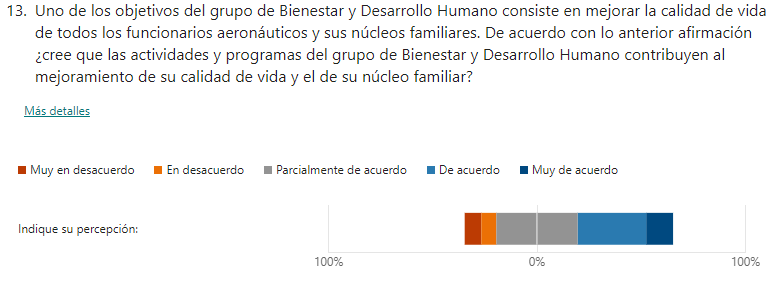 13. Uno de los objetivos del grupo de Bienestar y Desarrollo Humano consiste en mejorar la calidad de vida
de todos los funcionarios aeronáuticos y sus núcleos familiares. De acuerdo con lo anterior afirmación
¿cree que las actividades y programas del grupo de Bienestar y Desarrollo Humano contribuyen al
mejoramiento de su calidad de vida y el de su núcleo familiar?
Más detalles
Muy en desacuerdo En desacuerdo Parcialmente de acuerdo De acuerdo Muy de acuerdo
Indique su percepción:
100% 0% 100%